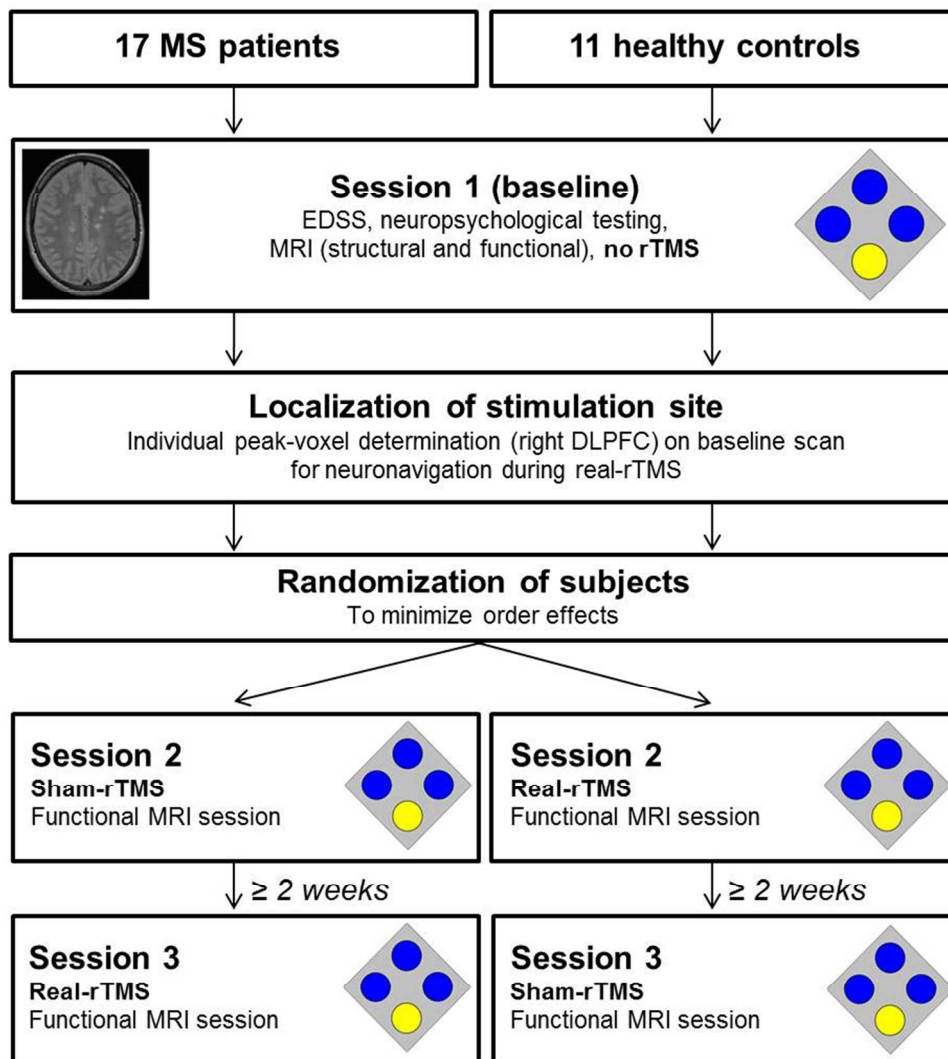 17 MS patients
11 healthy controls
Session 1 (baseline)
EDSS, neuropsychological testing,
MRI (structural and functional), no rTMS
Localization of stimulation site
Individual peak-voxel determination (right DLPFC) on baseline scan
for neuronavigation during real-rTMS
Randomization of subjects
To minimize order effects
Session 2
Sham-rTMS
Functional MRI session
Session 2
Real-rTMS
Functional MRI session
≥ 2 weeks
≥ 2 weeks
Session 3
Real-rTMS
Functional MRI session
Session 3
Sham-rTMS
Functional MRI session